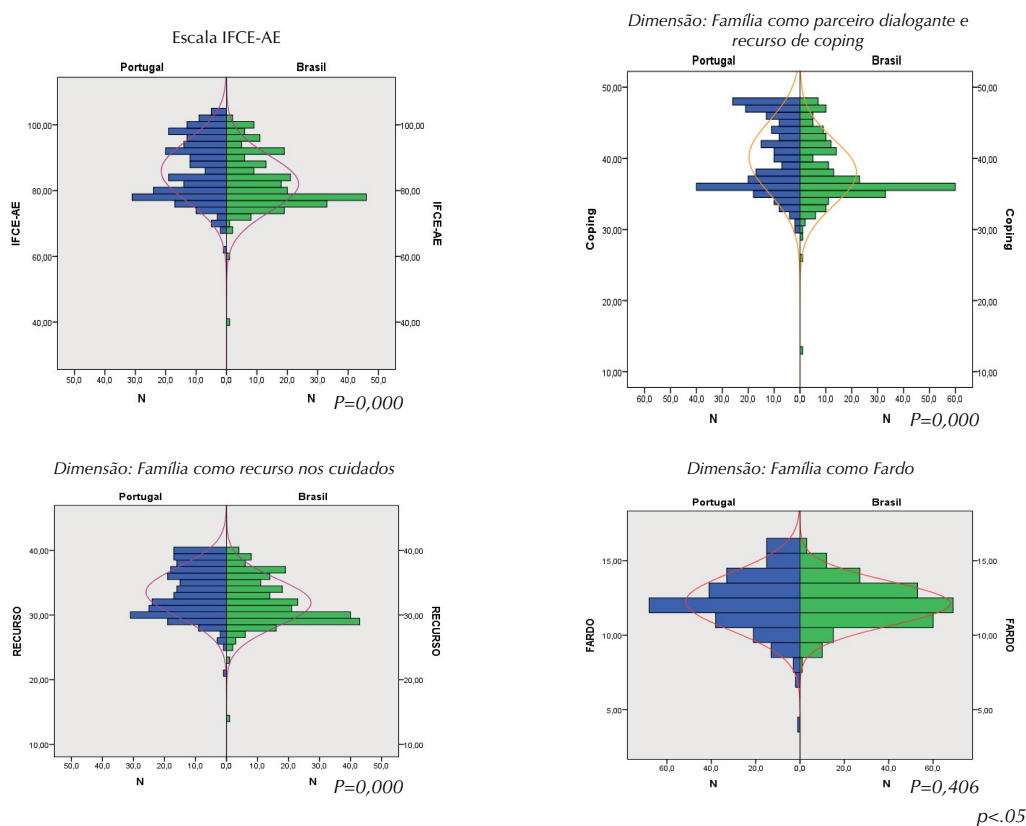 Escala IFCE-AE
Portugal Brasil
IFCE-AE
100,00 100,00
80,00 80,00
60,00 60,00
40,00 40,00
IFCE-AE
50,0 40,0 30,0 20,0 10,0 0,0 10,0 20,0 30,0 40,0 50,0
N N
P=0,000
Dimensão: Família como parceiro dialogante e
recurso de coping
Portugal Brasil
Coping
50,00 50,00
40,00 40,00
30,00 30,00
20,00 20,00
10,00 10,00
Coping
60,0 50,0 40,0 30,0 20,0 10,0 0,0 10,0 20,0 30,0 40,0 50,0 60,0
N N
P=0,000
Dimensão: Família como recurso nos cuidados
Portugal Brasil
RECURSO
40,00 40,00
30,00 30,00
20,00 20,00
10,00 10,00
RECURSO
50,0 40,0 30,0 20,0 10,0 0,0 10,0 20,0 30,0 40,0 50,0
N N
P=0,000
Dimensão: Família como Fardo
Portugal Brasil
FARDO
15,00 15,00
10,00 10,00
5,00 5,00
FARDO
60,0 40,0 20,0 0,0 20,0 40,0 60,0
N N
P=0,406
p<.05